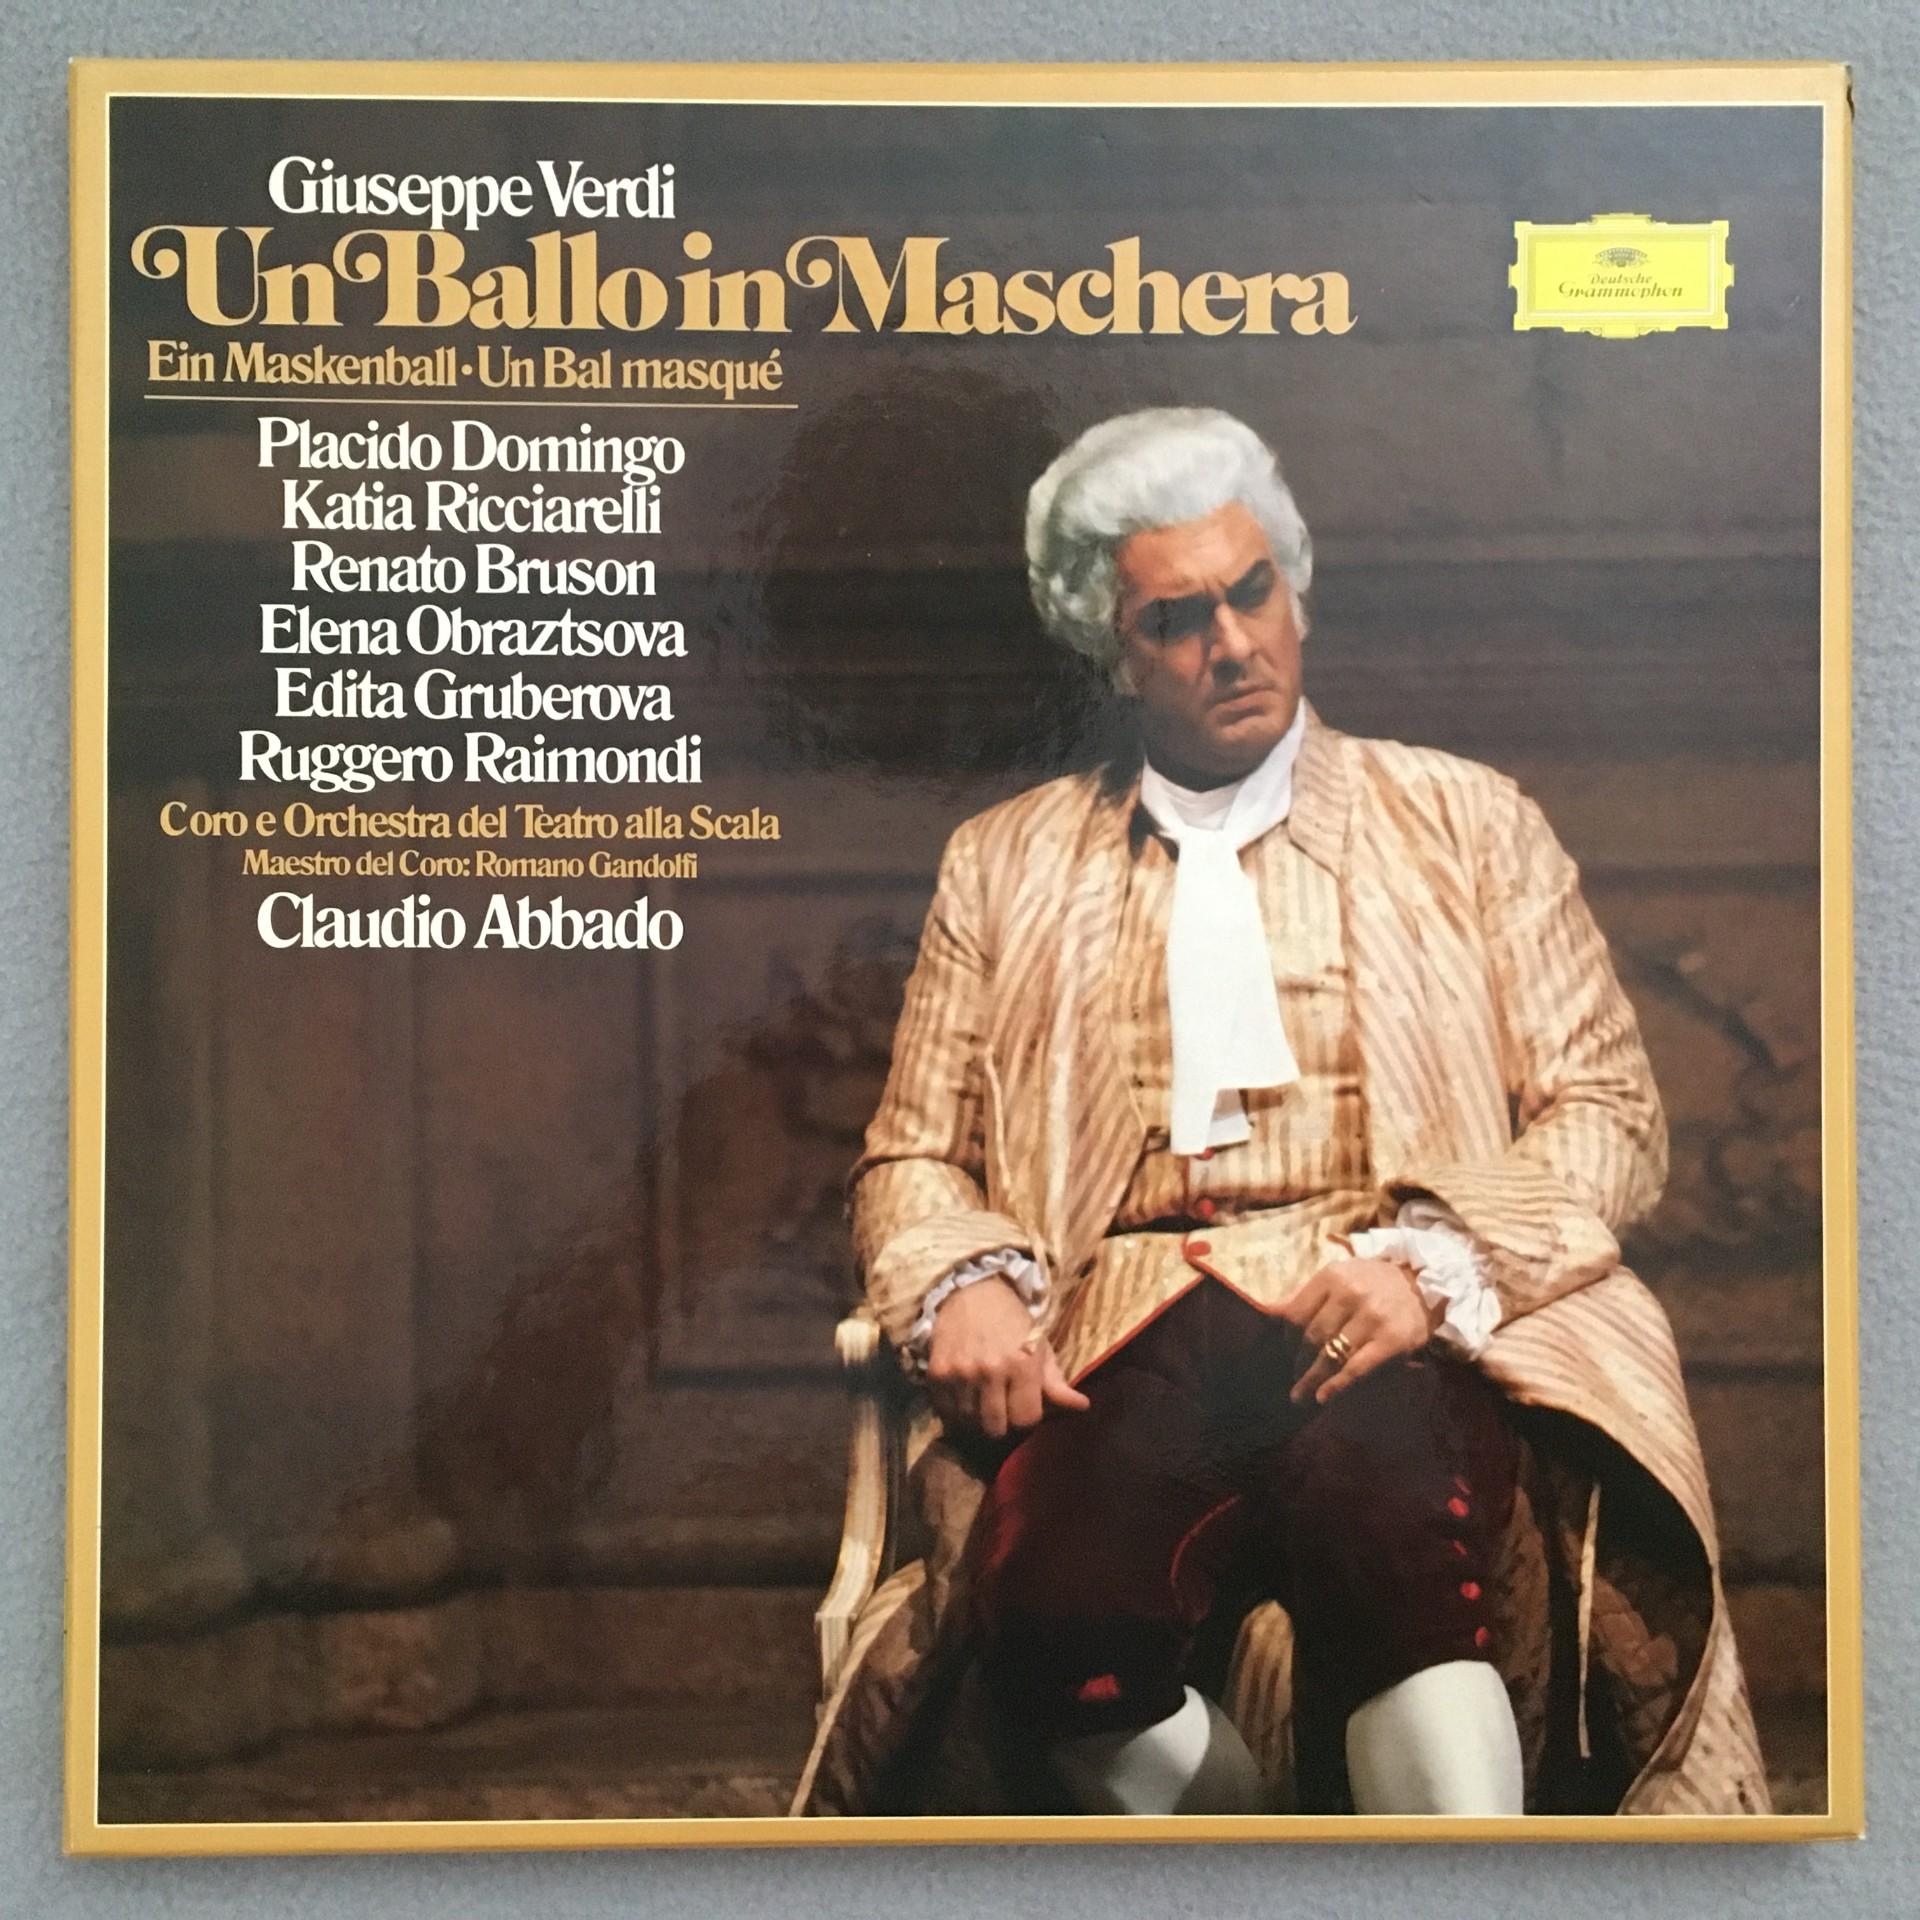 Giuseppe Verdi
Un Ballo in Maschera
Ein Maskenball · Un Bal masqué
Placido Domingo
Katia Ricciarelli
Renato Bruson
Elena Obraztsova
Edita Gruberova
Ruggero Raimondi
Coro e Orchestra del Teatro alla Scala
Maestro del Coro: Romano Gandolfi
Claudio Abbado
Deutsche
Grammophon